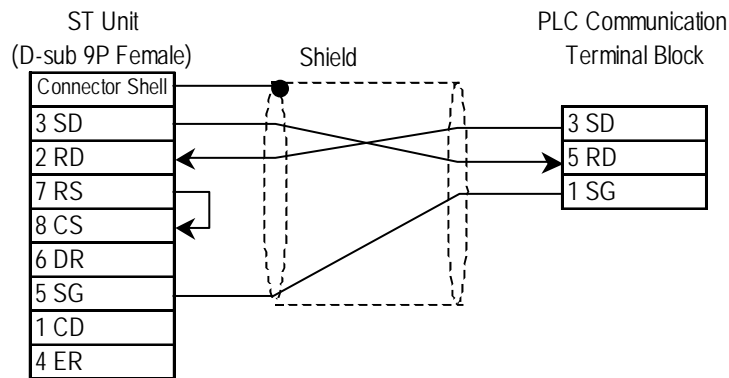 ST Unit
(D-sub 9P Female)
Shield
PLC Communication
Terminal Block
Connector Shell
3 SD
2 RD
7 RS
8 CS
6 DR
5 SG
1 CD
4 ER
3 SD
5 RD
1 SG